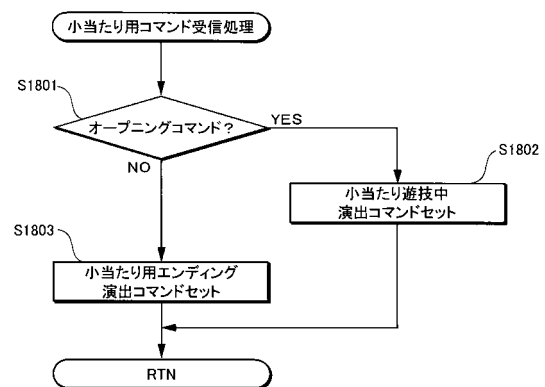 小当たり用コマンド受信処理
S1801
オープニングコマンド?
YES
NO
S1802
小当たり遊技中
演出コマンドセット
S1803
小当たり用エンディング
演出コマンドセット
RTN